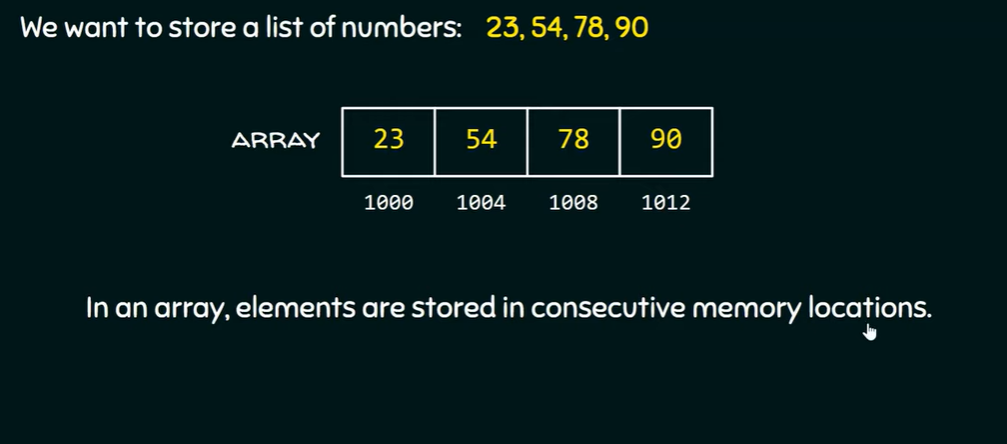 We want to store a list of numbers: 23, 54, 78, 90
ARRAY 23 54 78 90
1000 1004 1008 1012
In an array, elements are stored in consecutive memory locations.